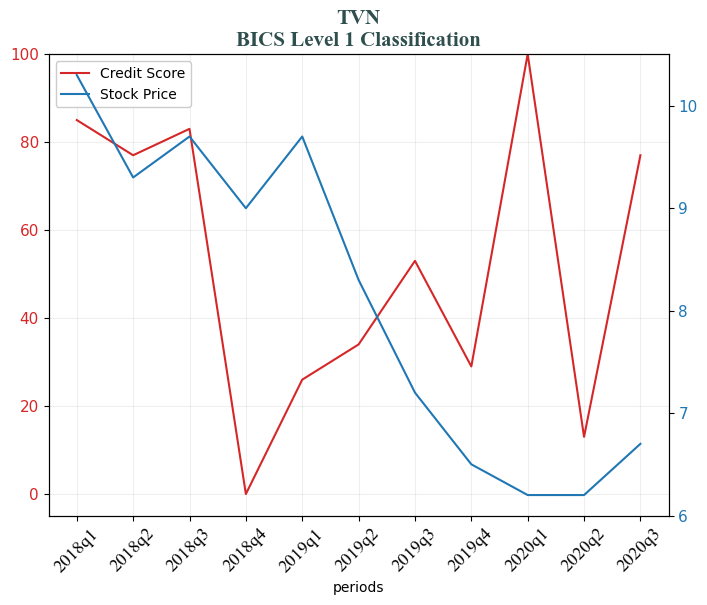 TVN
BICS Level 1 Classification
Credit Score
Stock Price
100
80
60
40
20
0
10
9
8
7
6
2018q1
2018q2
2018q3
2018q4
2019q1
2019q2
2019q3
2019q4
2020q1
2020q2
2020q3
periods